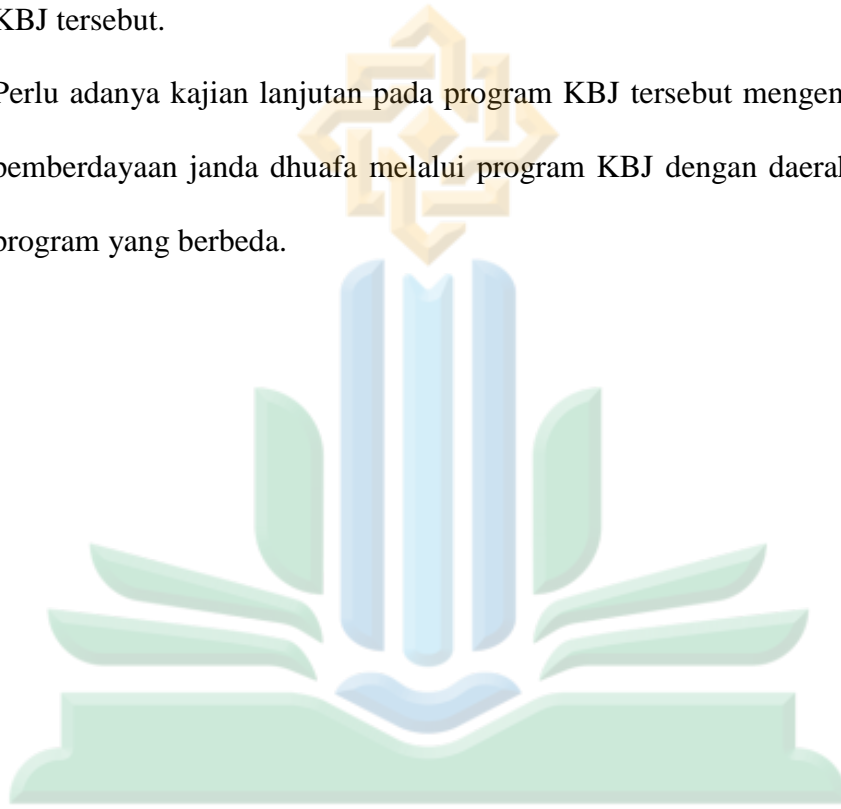 KBJ tersebut.
Perlu adanya kajian lanjutan pada program KBJ tersebut mengen
pemberdayaan janda dhuafa melalui program KBJ dengan daera
program yang berbeda.